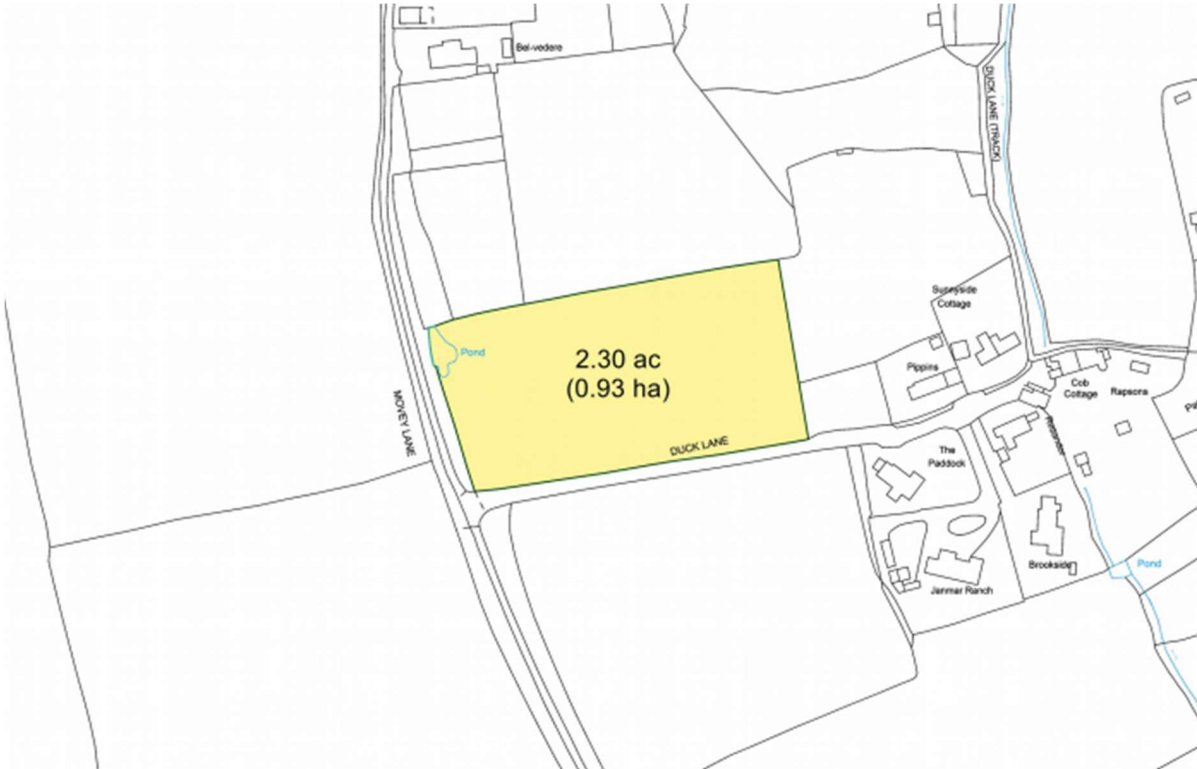 Bel-vedere
DUCK LANE (TRACK)
Sunnyside
Cottage
Pond
2.30 ac
(0.93 ha)
Pippins
Cob
Cottage
Rapsons
MOVEY LANE
DUCK LANE
The
Paddock
Brookside
Pond
Janmar Ranch